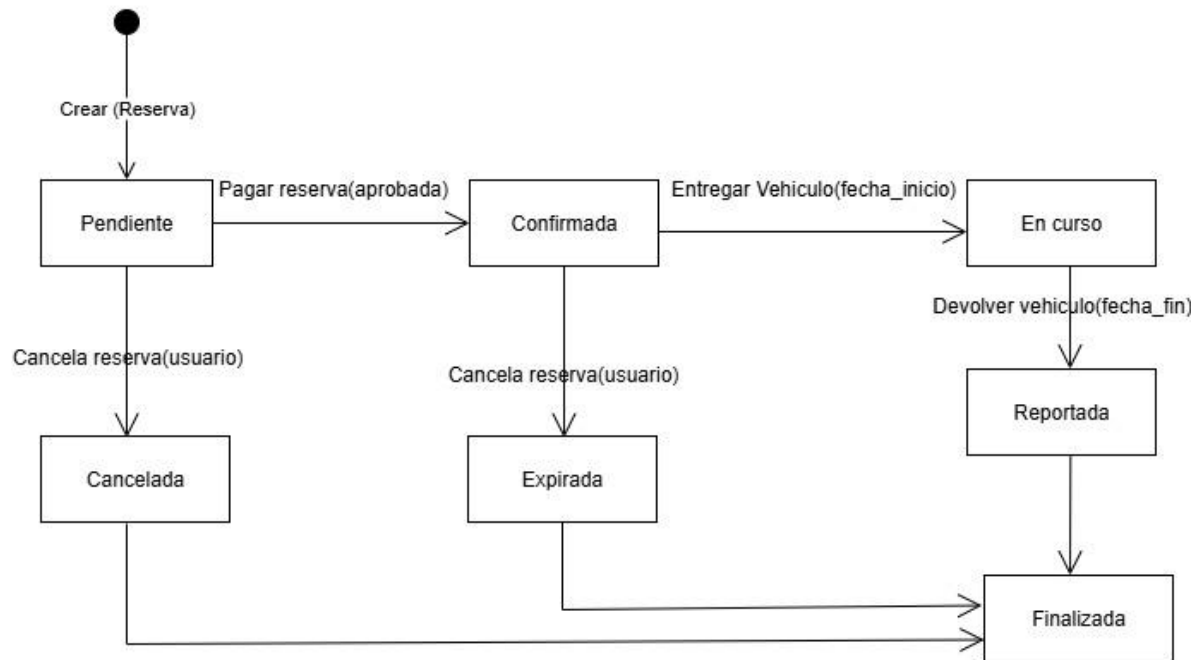 Crear (Reserva)
Pagar reserva(aprobada)
Entregar Vehiculo(fecha_inicio)
Pendiente
Confirmada
En curso
Devolver vehiculo(fecha_fin)
Cancela reserva(usuario)
Cancela reserva(usuario)
Reportada
Cancelada
Expirada
Finalizada